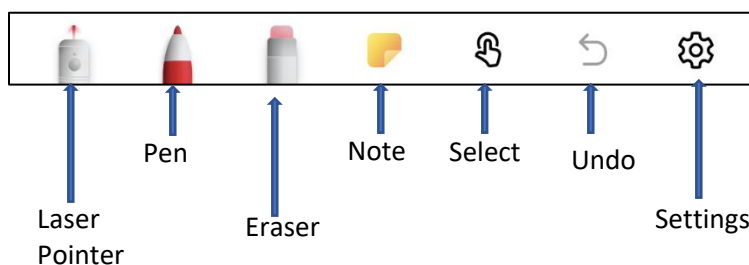 Pen
Note
Select
Undo
Laser
Pointer
Eraser
Settings